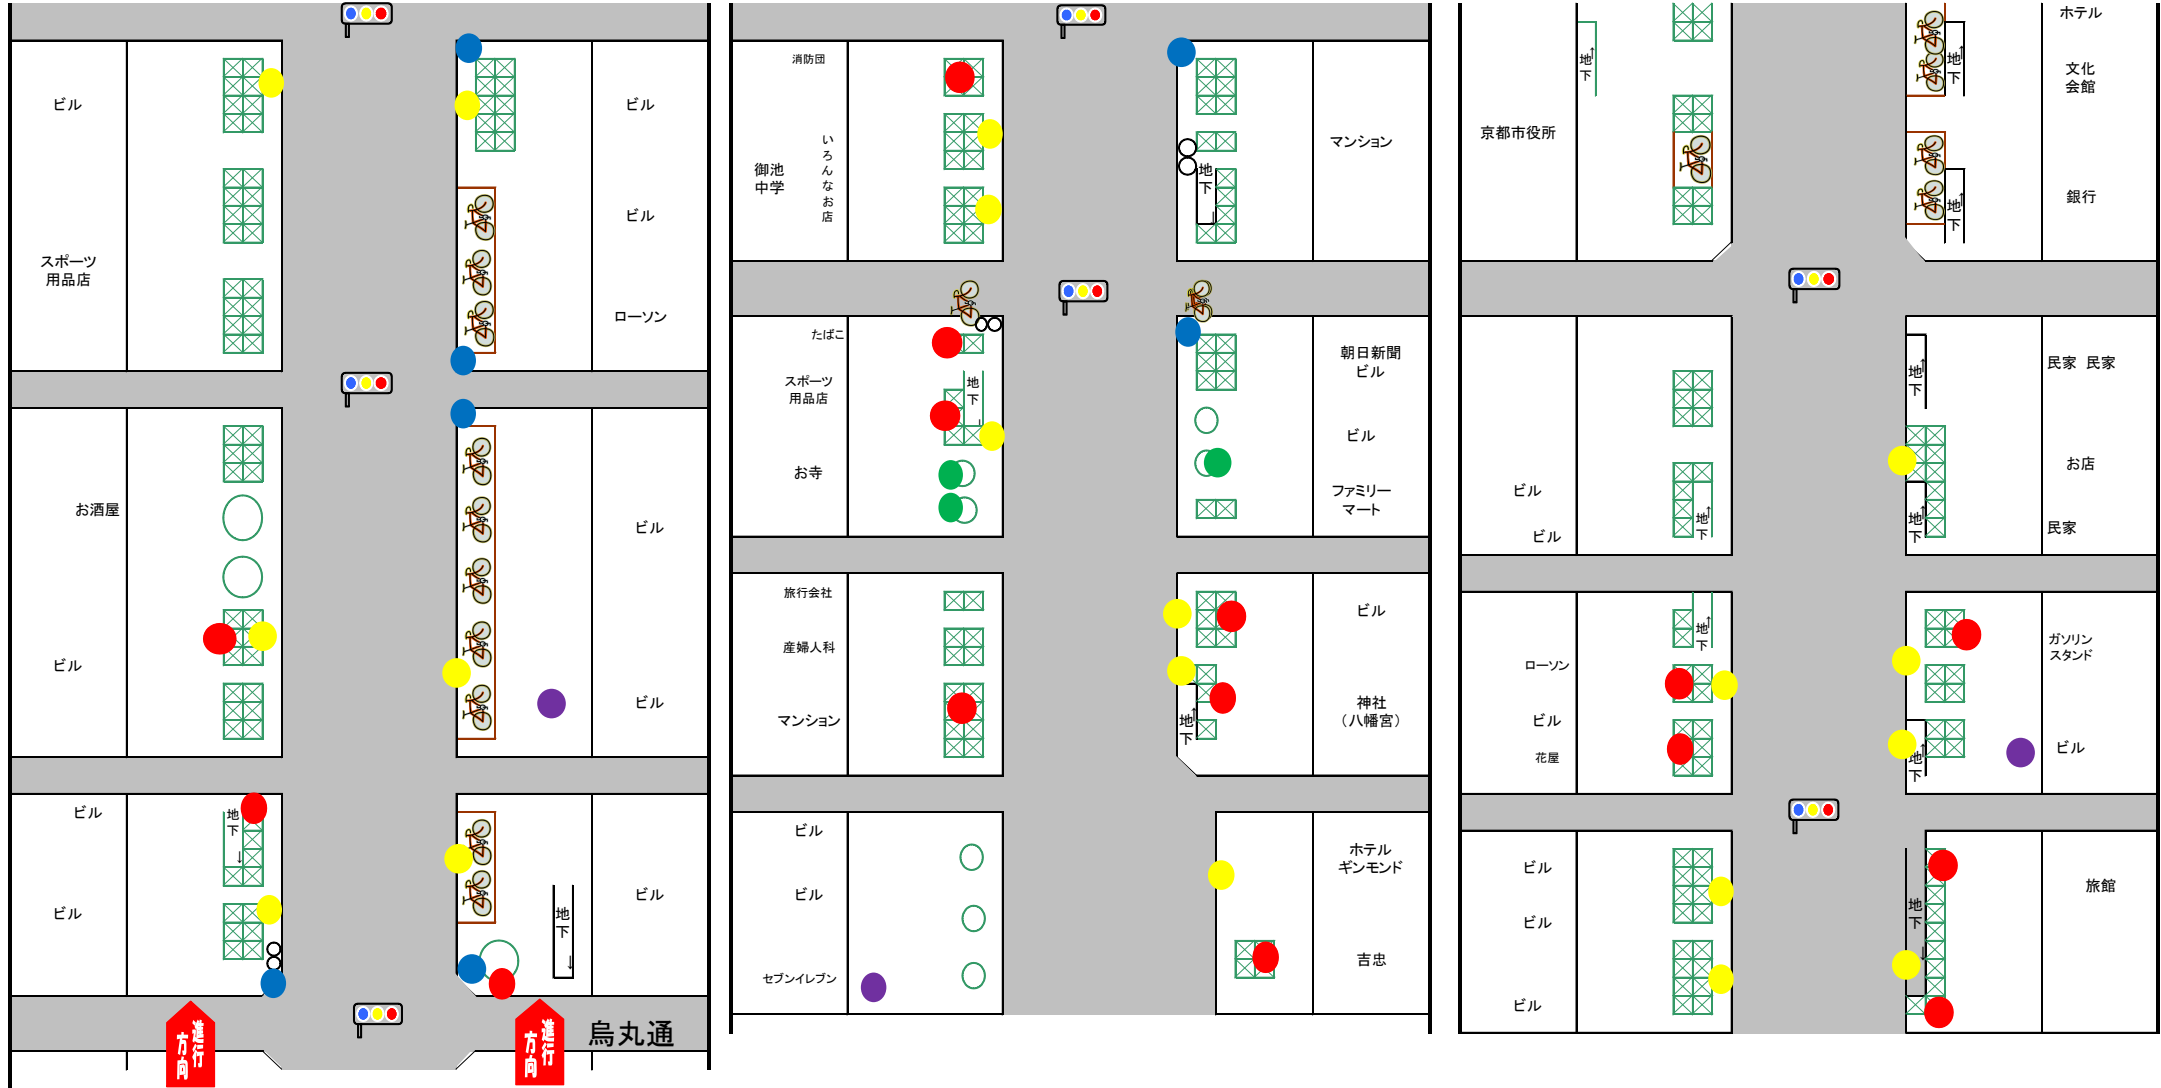 ビル
ビル
スポーツ
用品店
ビル
ローソン
お酒屋
ビル
ビル
ビル
ビル
地下
↓
ビル
ビル
地下
↓
進行
方向
進行
方向
烏丸通
消防団
いろんなお店
御池
中学
マンション
地下
↓
たばこ
スポーツ
用品店
地下
↓
お寺
朝日新聞
ビル
ビル
ファミリー
マート
旅行会社
産婦人科
マンション
ビル
神社
（八幡宮）
地下
↑
ビル
ビル
セブンイレブン
ホテル
ギンモンド
吉忠
地下
↑
京都市役所
ホテル
地下
↑
文化
会館
地下
↑
銀行
地下
↑
民家 民家
お店
地下
↑
民家
ビル
ビル
地下
↑
地下
↑
ローソン
ビル
花屋
ガソリン
スタンド
地下
↑
ビル
ビル
ビル
ビル
地下
↓
旅館